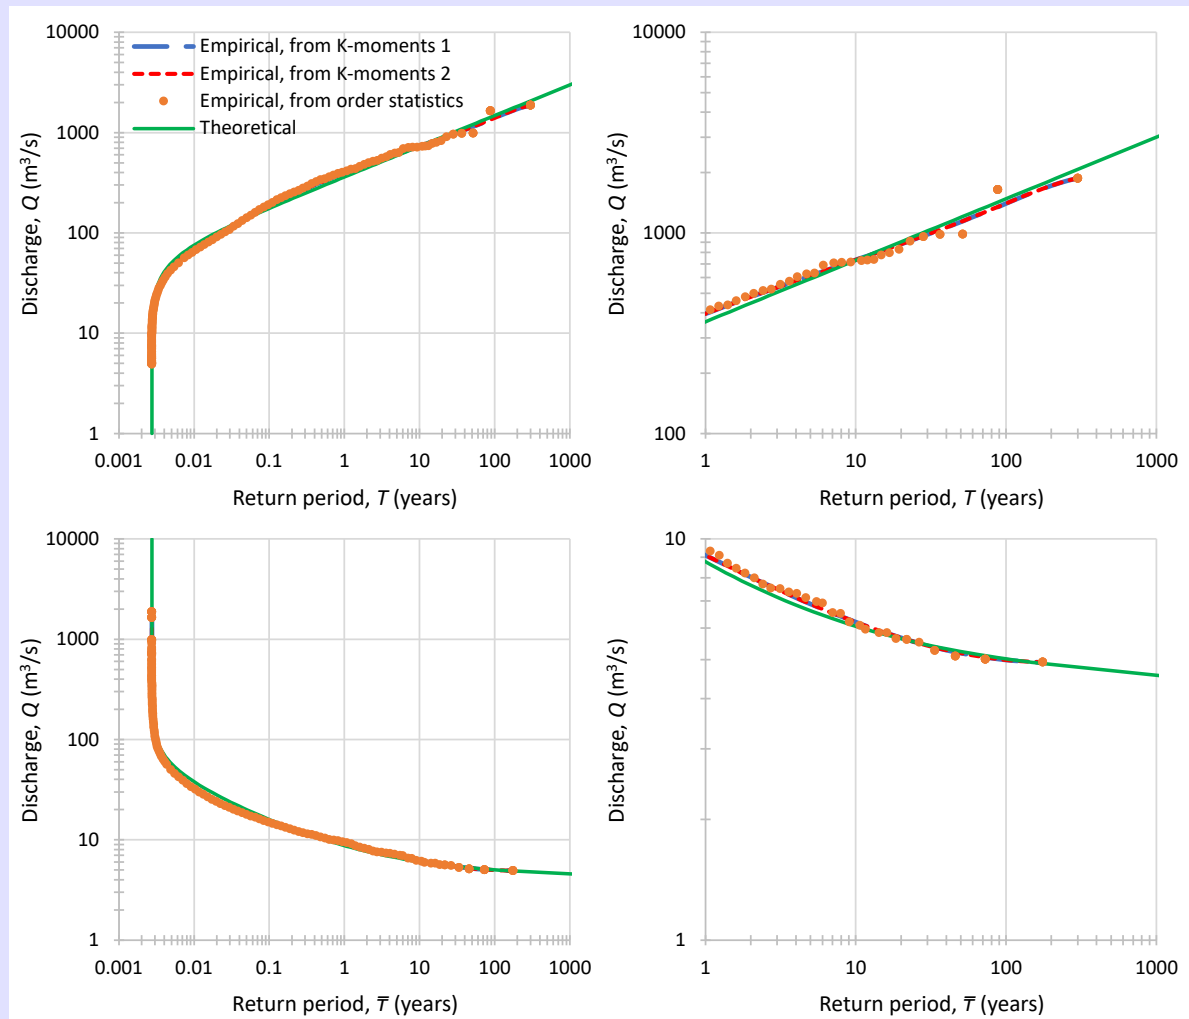 10000
1000
100
10
1
Discharge, Q (m³/s)
Empirical, from K-moments 1
Empirical, from K-moments 2
Empirical, from order statistics
Theoretical
0.001 0.01 0.1 1 10 100 1000
Return period, T (years)
10000
1000
100
Discharge, Q (m³/s)
1 10 100 1000
Return period, T (years)
10000
1000
100
10
1
Discharge, Q (m³/s)
0.001 0.01 0.1 1 10 100 1000
Return period, T̅ (years)
10
1
Discharge, Q (m³/s)
1 10 100 1000
Return period, T̅ (years)